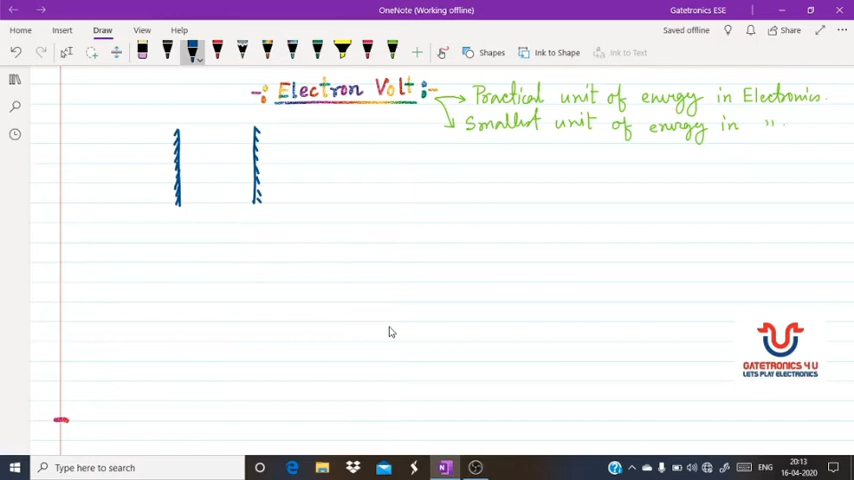 OneNote (Working offline)
Gatetronics ESE
Home Insert Draw View Help
Saved offline
Share
Shapes
Ink to Shape
Ink to Text
-: Electron Volt :-
Practical unit of energy in Electronics.
Smallest unit of energy in ,, .
GATETRONICS 4 U
LETS PLAY ELECTRONICS
Type here to search
ENG
20:13
16-04-2020